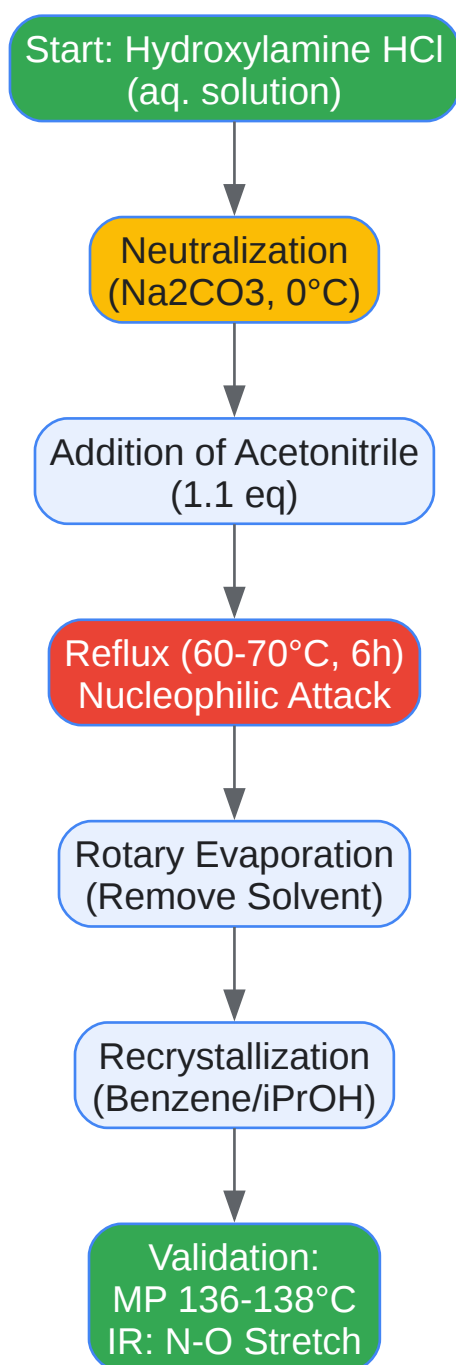 Start: Hydroxylamine HCl
(aq. solution)
Neutralization
(Na2CO3, 0°C)
Addition of Acetonitrile
(1.1 eq)
Reflux (60-70°C, 6h)
Nucleophilic Attack
Rotary Evaporation
(Remove Solvent)
Recrystallization
(Benzene/iPrOH)
Validation:
MP 136-138°C
IR: N-O Stretch